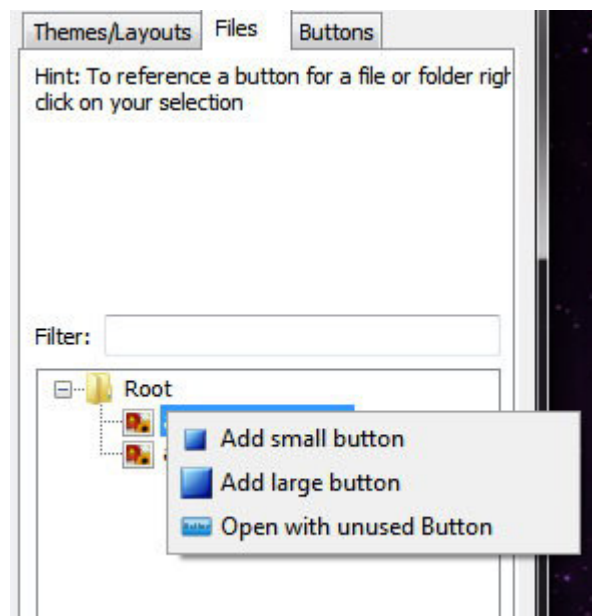 Themes/Layouts Files Buttons
Hint: To reference a button for a file or folder righ
click on your selection
Filter:
Root
Add small button
Add large button
Open with unused Button